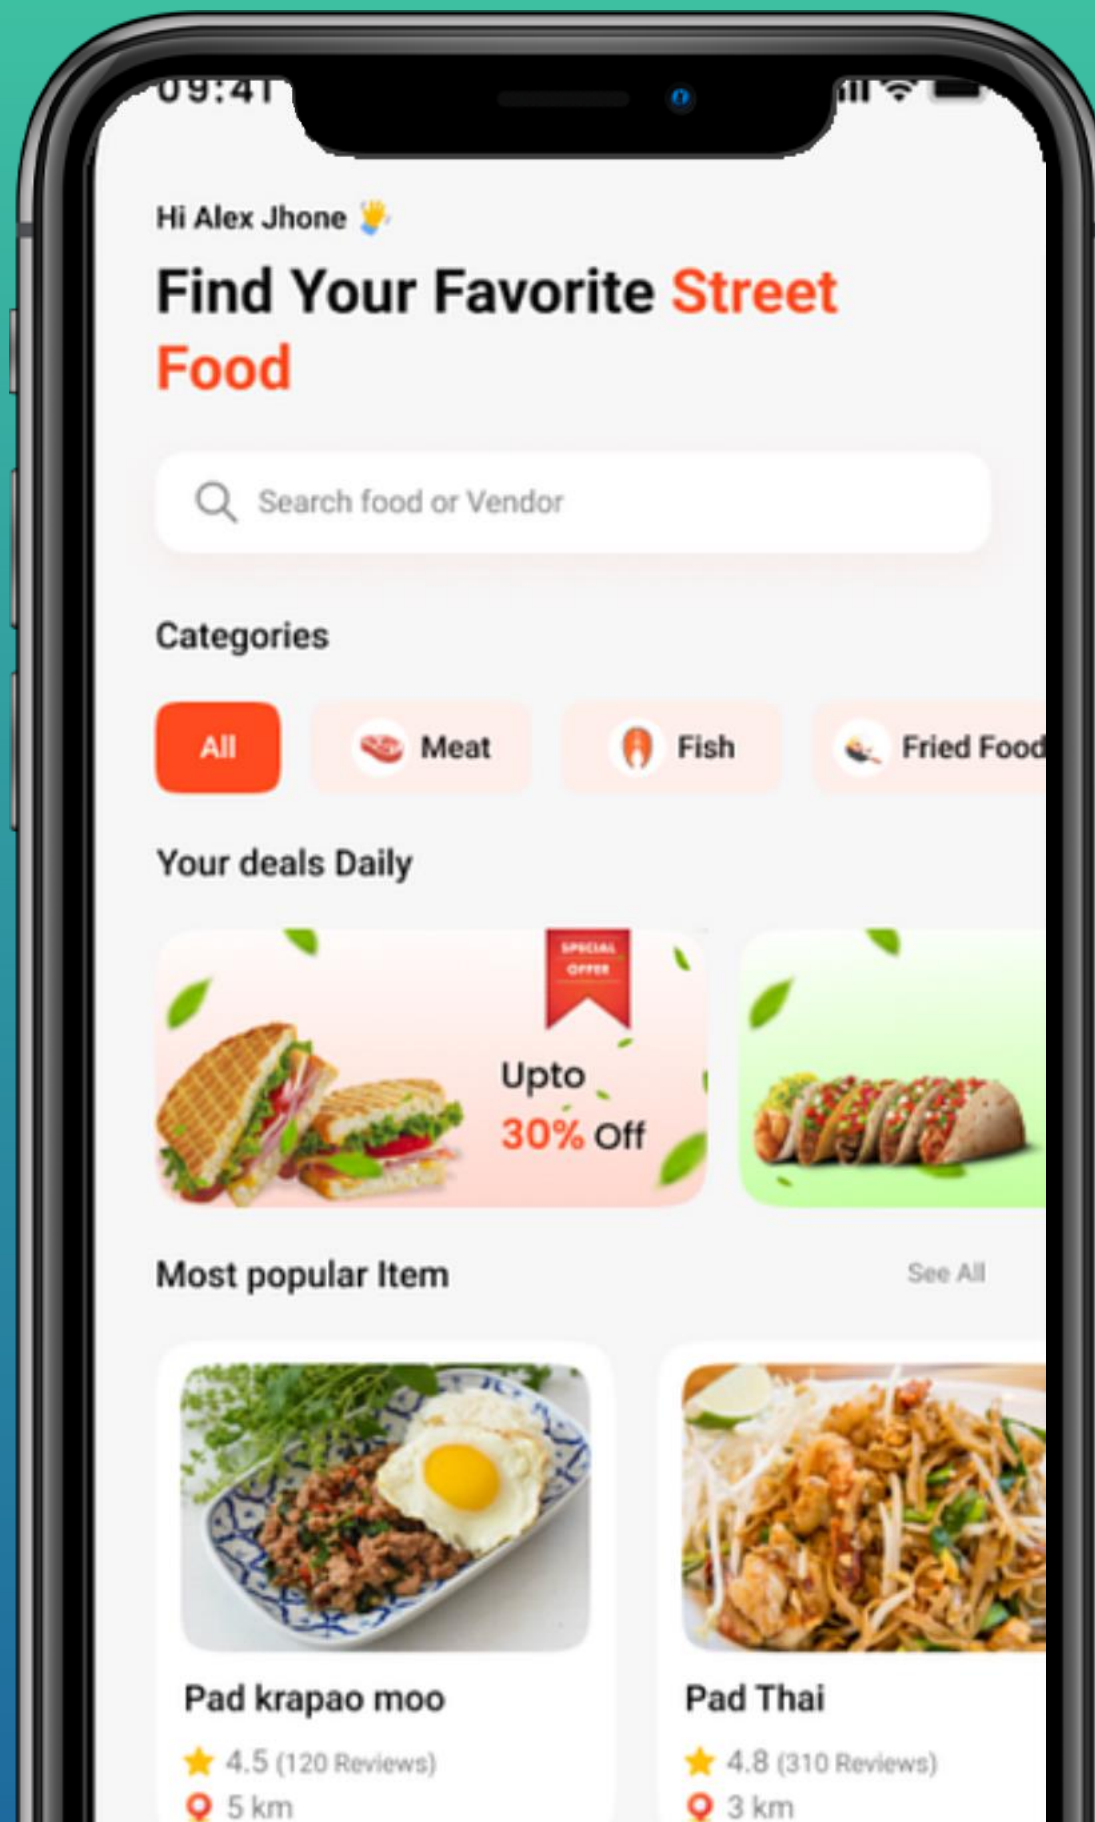 09:41
Hi Alex Jhone
Find Your Favorite Street
Food
Search food or Vendor
Categories
All
Meat
Fish
Fried Food
Your deals Daily
SPECIAL
OFFER
Upto
30% Off
Most popular Item
See All
Pad krapao moo
Pad Thai
4.5 (120 Reviews)
4.8 (310 Reviews)
5 km
3 km